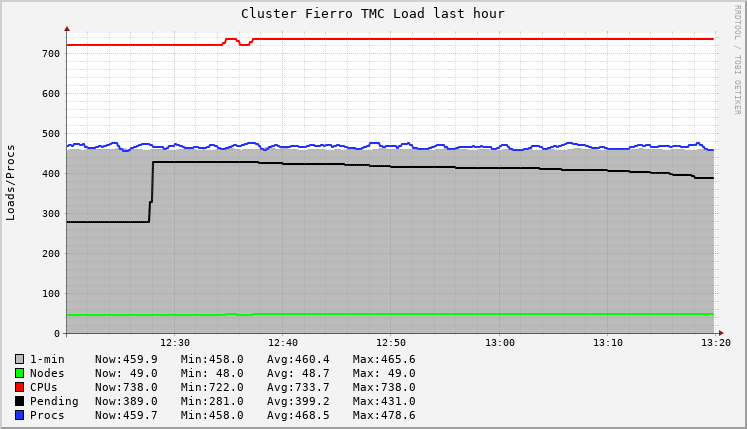 Cluster Fierro TMC Load last hour
RRDTOOL / TOBI OETIKER
Loads/Procs
700
600
500
400
300
200
100
0
12:30 12:40 12:50 13:00 13:10 13:20
1-min Now:459.9 Min:458.0 Avg:460.4 Max:465.6
Nodes Now: 49.0 Min: 48.0 Avg: 48.7 Max: 49.0
CPUs Now:738.0 Min:722.0 Avg:733.7 Max:738.0
Pending Now:389.0 Min:281.0 Avg:399.2 Max:431.0
Procs Now:459.7 Min:458.0 Avg:468.5 Max:478.6